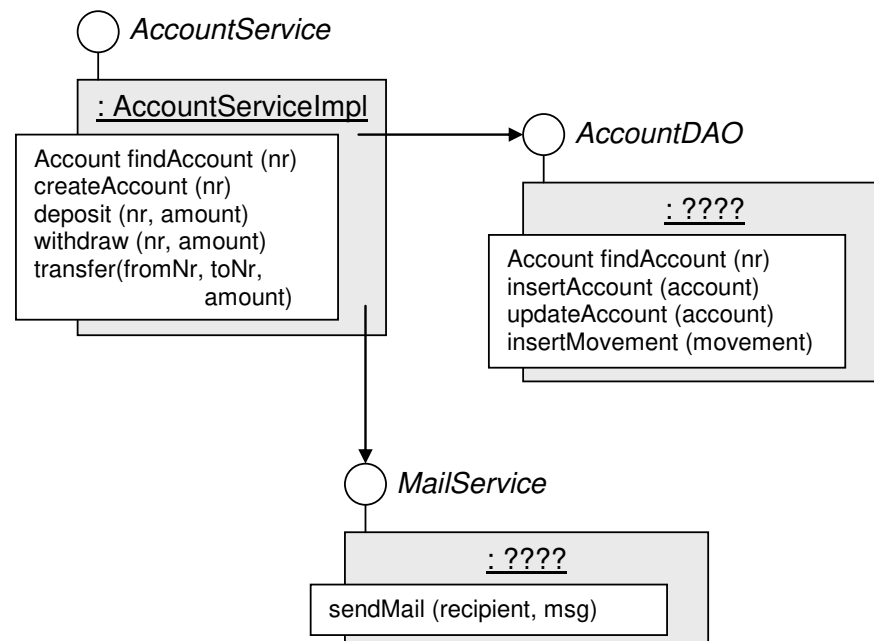 AccountService
: AccountServiceImpl
Account findAccount (nr)
createAccount (nr)
deposit (nr, amount)
withdraw (nr, amount)
transfer(fromNr, toNr,
amount)
AccountDAO
: ????
Account findAccount (nr)
insertAccount (account)
updateAccount (account)
insertMovement (movement)
MailService
: ????
sendMail (recipient, msg)